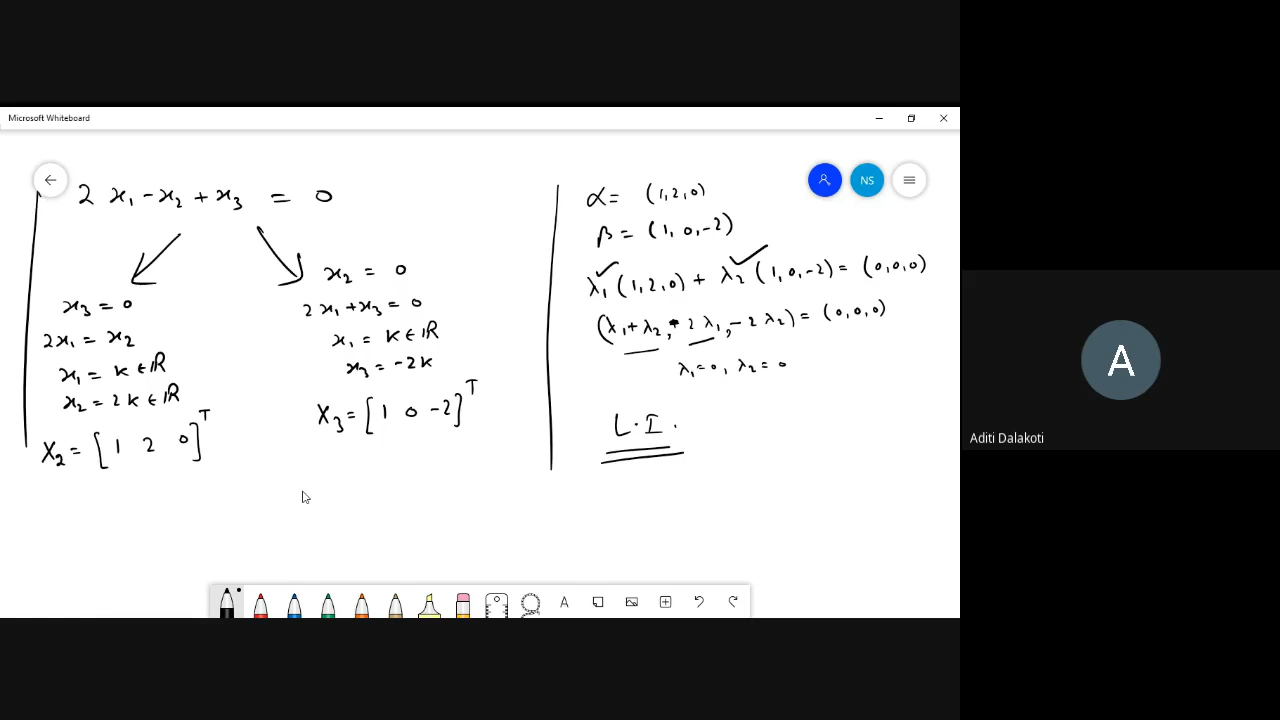 Microsoft Whiteboard
NS
2 x₁ - x₂ + x₃ = 0
x₃ = 0
2x₁ = x₂
x₁ = k ∈ ℝ
x₂ = 2k ∈ ℝ
X₂ = [1 2 0]ᵀ
x₂ = 0
2x₁ + x₃ = 0
x₁ = k ∈ ℝ
x₃ = -2k
X₃ = [1 0 -2]ᵀ
α = (1, 2, 0)
β = (1, 0, -2)
λ₁ (1, 2, 0) + λ₂ (1, 0, -2) = (0, 0, 0)
(λ₁ + λ₂, 2λ₁, -2λ₂) = (0, 0, 0)
λ₁ = 0, λ₂ = 0
L.I.
A
A
Aditi Dalakoti